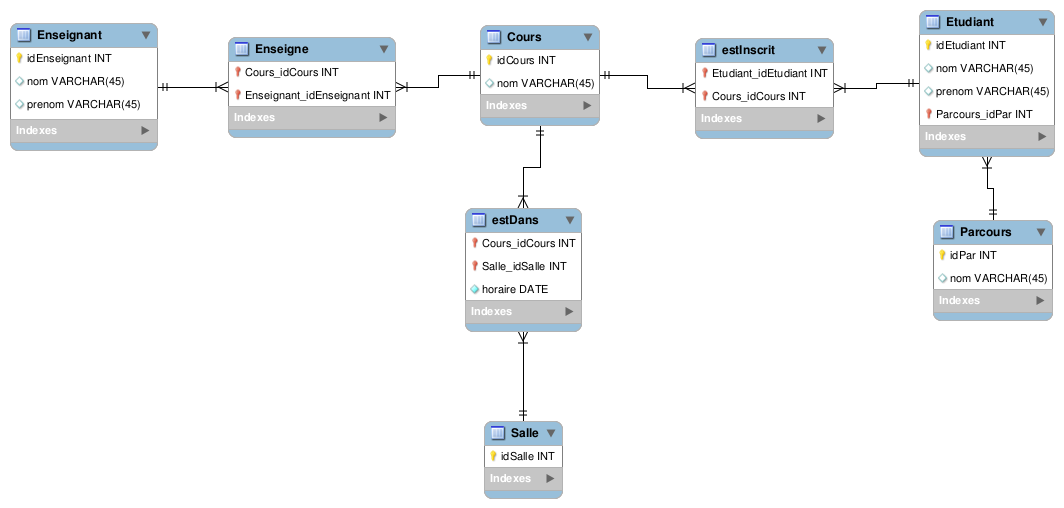 Enseignant
idEnseignant INT
nom VARCHAR(45)
prenom VARCHAR(45)
Indexes
Enseigne
Cours_idCours INT
Enseignant_idEnseignant INT
Indexes
Cours
idCours INT
nom VARCHAR(45)
Indexes
estInscrit
Etudiant_idEtudiant INT
Cours_idCours INT
Indexes
Etudiant
idEtudiant INT
nom VARCHAR(45)
prenom VARCHAR(45)
Parcours_idPar INT
Indexes
estDans
Cours_idCours INT
Salle_idSalle INT
horaire DATE
Indexes
Parcours
idPar INT
nom VARCHAR(45)
Indexes
Salle
idSalle INT
Indexes